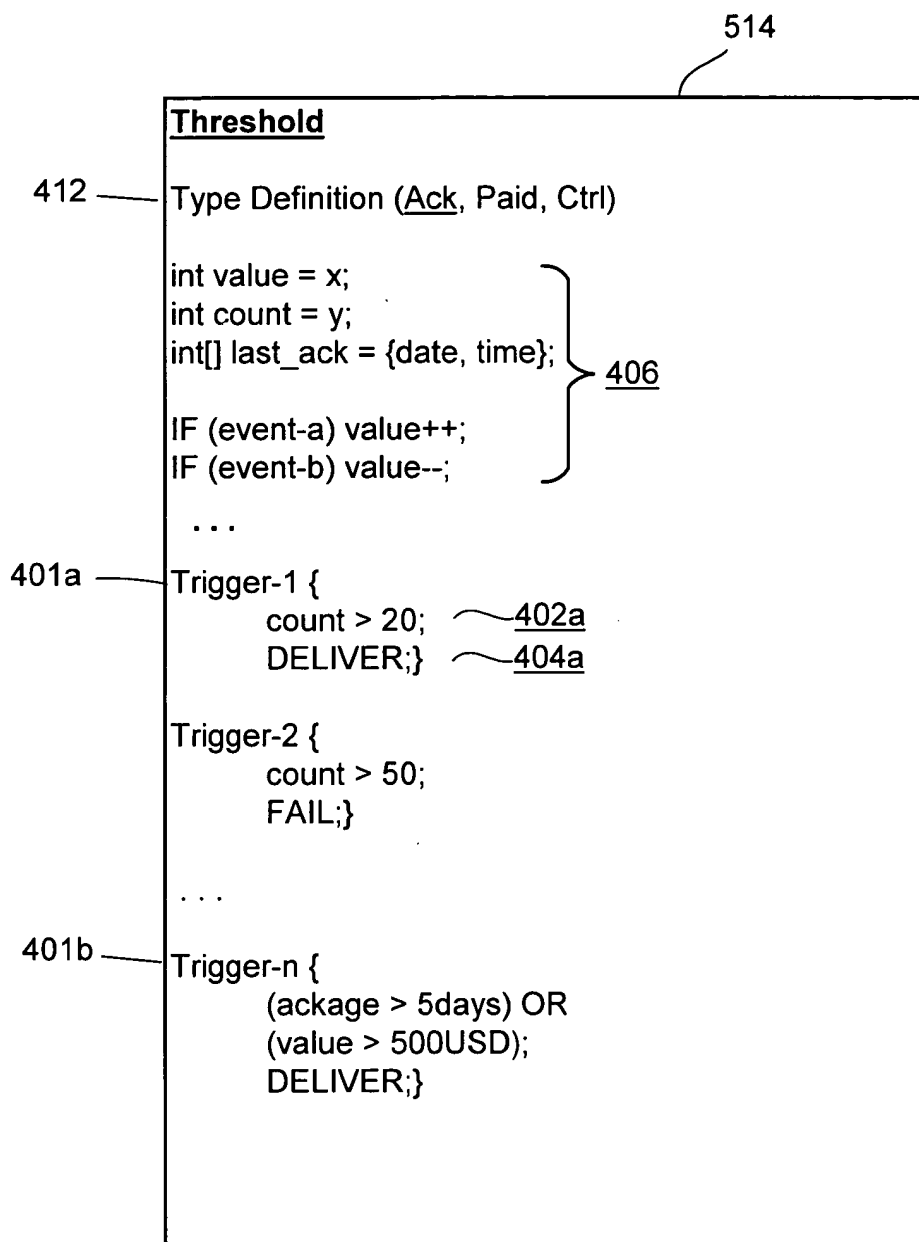 514
Threshold
412 Type Definition (Ack, Paid, Ctrl)
int value = x;
int count = y;
int[] last_ack = {date, time};
406
IF (event-a) value++;
IF (event-b) value--;
. . .
401a Trigger-1 {
count > 20; 402a
DELIVER;} 404a
Trigger-2 {
count > 50;
FAIL;}
. . .
401b Trigger-n {
(ackage > 5days) OR
(value > 500USD);
DELIVER;}